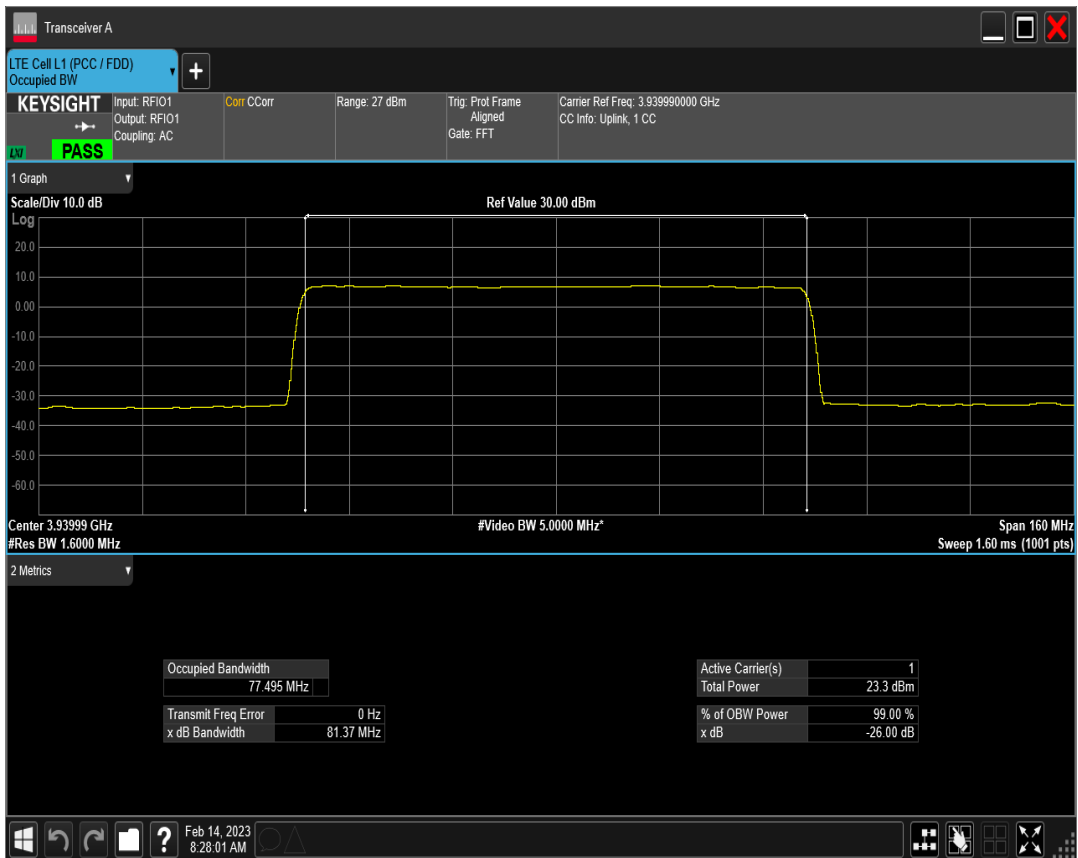 Transceiver A
LTE Cell L1 (PCC / FDD)
Occupied BW
+
KEYSIGHT
LXI
PASS
Input: RFIO1
Output: RFIO1
Coupling: AC
Corr CCorr
Range: 27 dBm
Trig: Prot Frame
Aligned
Gate: FFT
Carrier Ref Freq: 3.939990000 GHz
CC Info: Uplink, 1 CC
1 Graph
Scale/Div 10.0 dB
Ref Value 30.00 dBm
Log
20.0
10.0
0.00
-10.0
-20.0
-30.0
-40.0
-50.0
-60.0
Center 3.93999 GHz
#Video BW 5.0000 MHz*
Span 160 MHz
#Res BW 1.6000 MHz
Sweep 1.60 ms (1001 pts)
2 Metrics
Occupied Bandwidth
77.495 MHz
Transmit Freq Error 0 Hz
x dB Bandwidth 81.37 MHz
Active Carrier(s) 1
Total Power 23.3 dBm
% of OBW Power 99.00 %
x dB -26.00 dB
?
Feb 14, 2023
8:28:01 AM